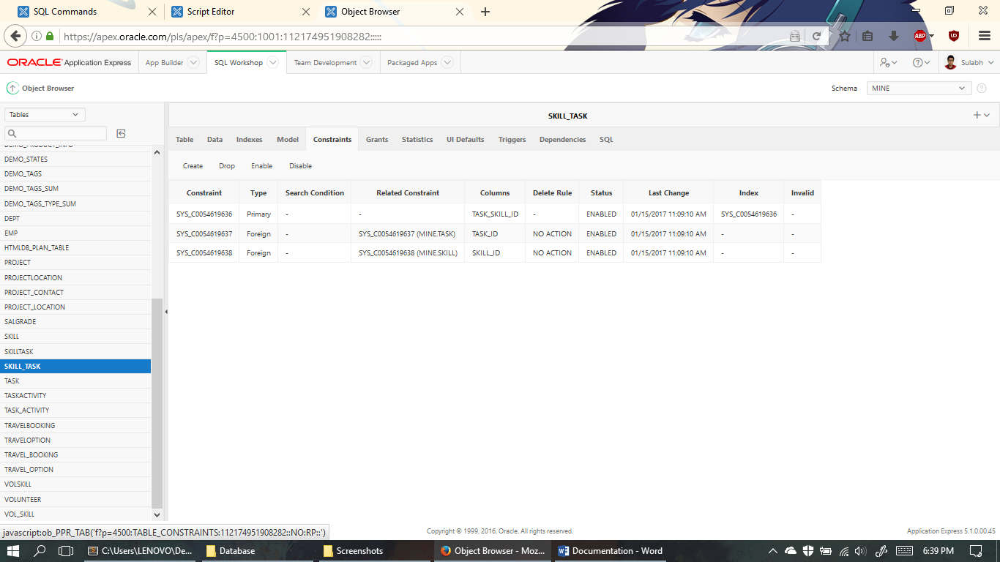 SQL Commands
Script Editor
Object Browser
https://apex.oracle.com/pls/apex/f?p=4500:1001:112174951908282:::::
ABP
ORACLE Application Express
App Builder
SQL Workshop
Team Development
Packaged Apps
Sulabh
Object Browser
Schema
MINE
Tables
SKILL_TASK
Table Data Indexes Model Constraints Grants Statistics UI Defaults Triggers Dependencies SQL
Create Drop Enable Disable
Constraint Type Search Condition Related Constraint Columns Delete Rule Status Last Change Index Invalid
SYS_C0054619636 Primary - - TASK_SKILL_ID - ENABLED 01/15/2017 11:09:10 AM SYS_C0054619636 -
SYS_C0054619637 Foreign - SYS_C0054619637 (MINE.TASK) TASK_ID NO ACTION ENABLED 01/15/2017 11:09:10 AM - -
SYS_C0054619638 Foreign - SYS_C0054619638 (MINE.SKILL) SKILL_ID NO ACTION ENABLED 01/15/2017 11:09:10 AM - -
DEMO_PRODUCT_INFO
DEMO_STATES
DEMO_TAGS
DEMO_TAGS_SUM
DEMO_TAGS_TYPE_SUM
DEPT
EMP
HTMLDB_PLAN_TABLE
PROJECT
PROJECTLOCATION
PROJECT_CONTACT
PROJECT_LOCATION
SALGRADE
SKILL
SKILLTASK
SKILL_TASK
TASK
TASKACTIVITY
TASK_ACTIVITY
TRAVELBOOKING
TRAVELOPTION
TRAVEL_BOOKING
TRAVEL_OPTION
VOLSKILL
VOLUNTEER
VOL_SKILL
javascript:ob_PPR_TAB('f?p=4500:TABLE_CONSTRAINTS:112174951908282::NO:RP::')
Copyright © 1999, 2016, Oracle. All rights reserved.
Application Express 5.1.0.00.45
C:\Users\LENOVO\De...
Database
Screenshots
Object Browser - Moz...
Documentation - Word
6:39 PM